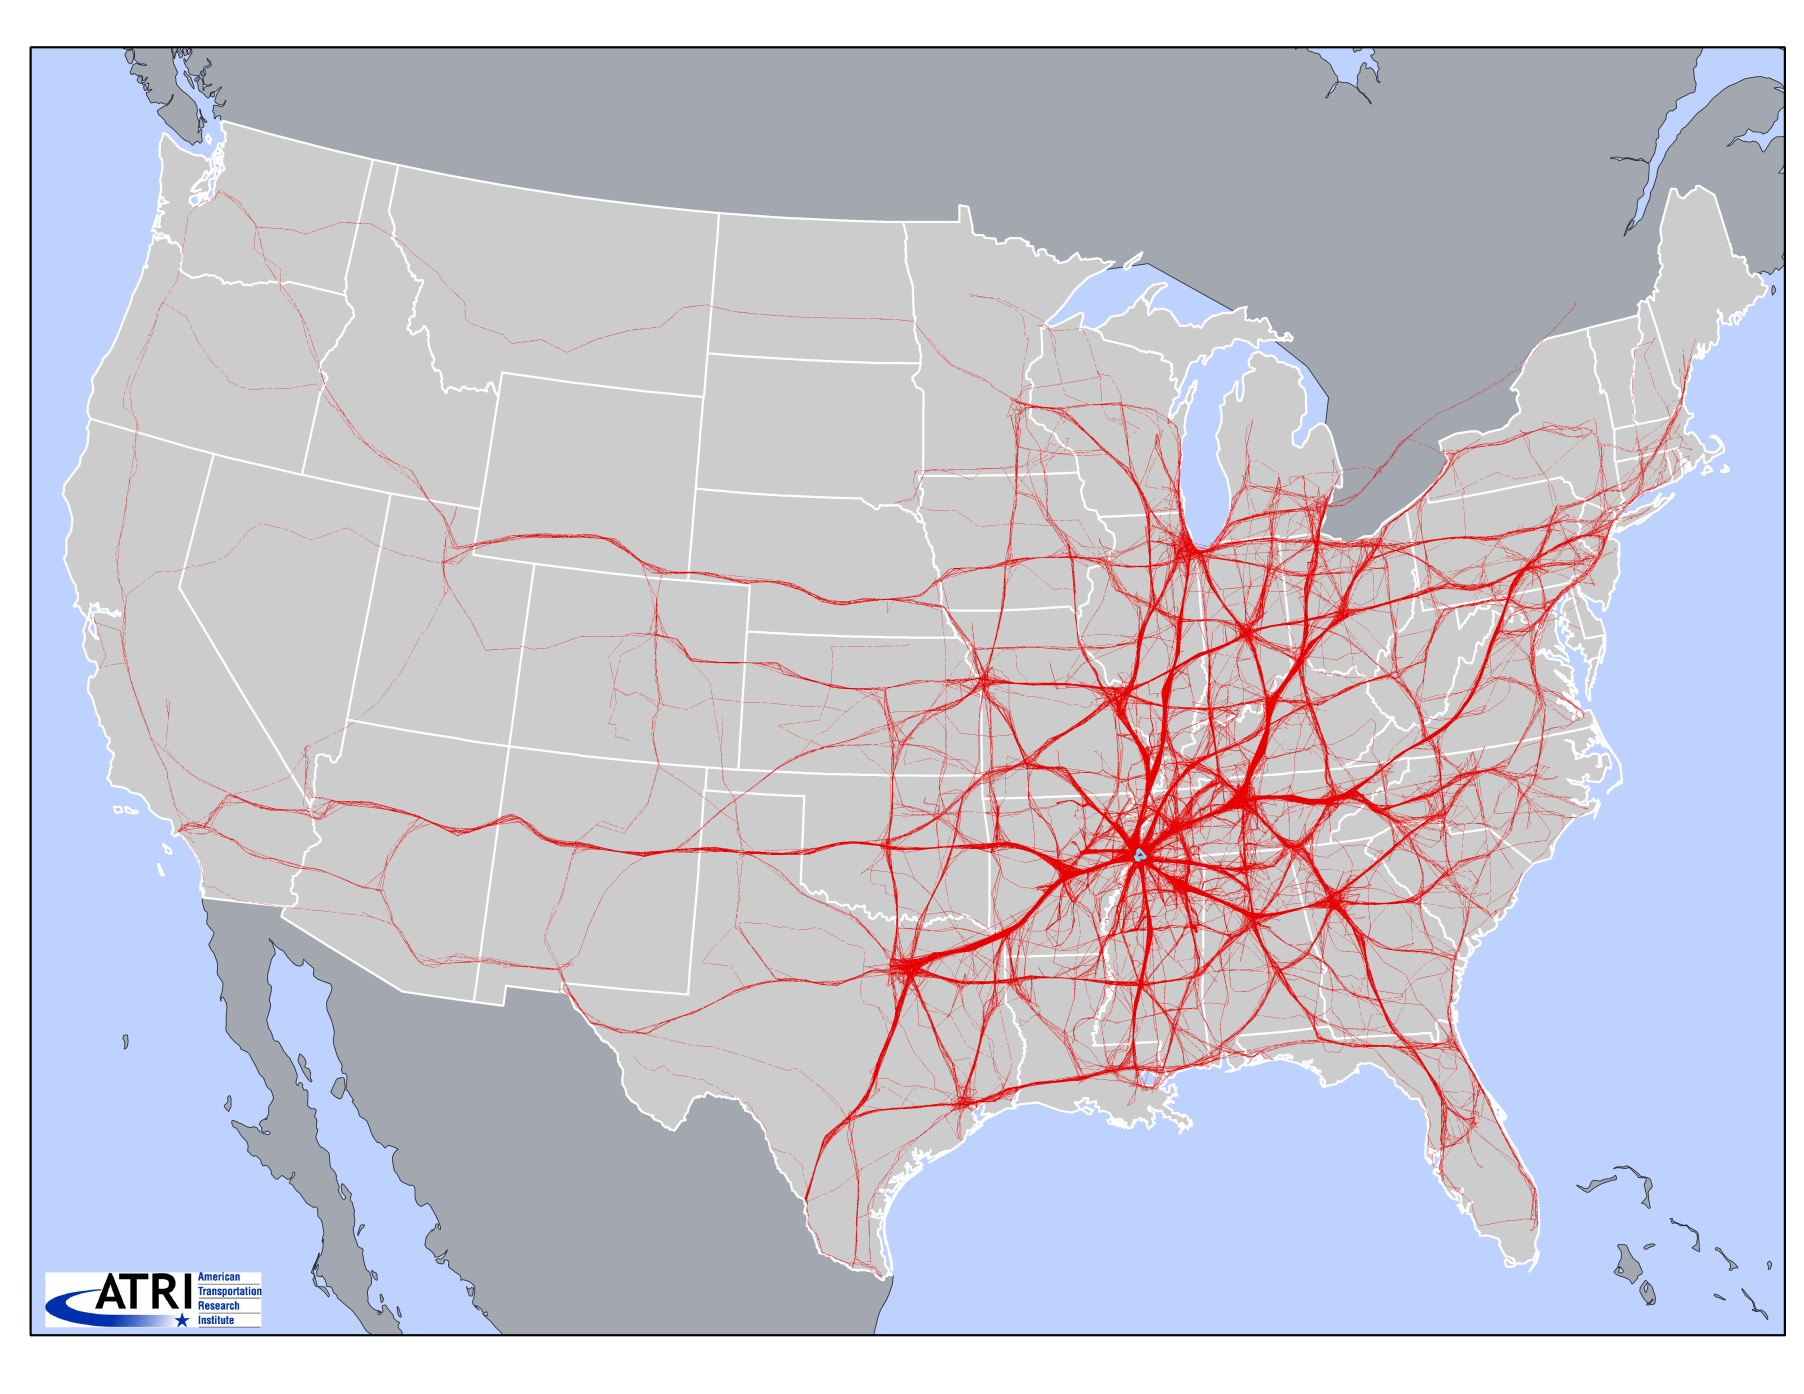 ATRI
American
Transportation
Research
Institute